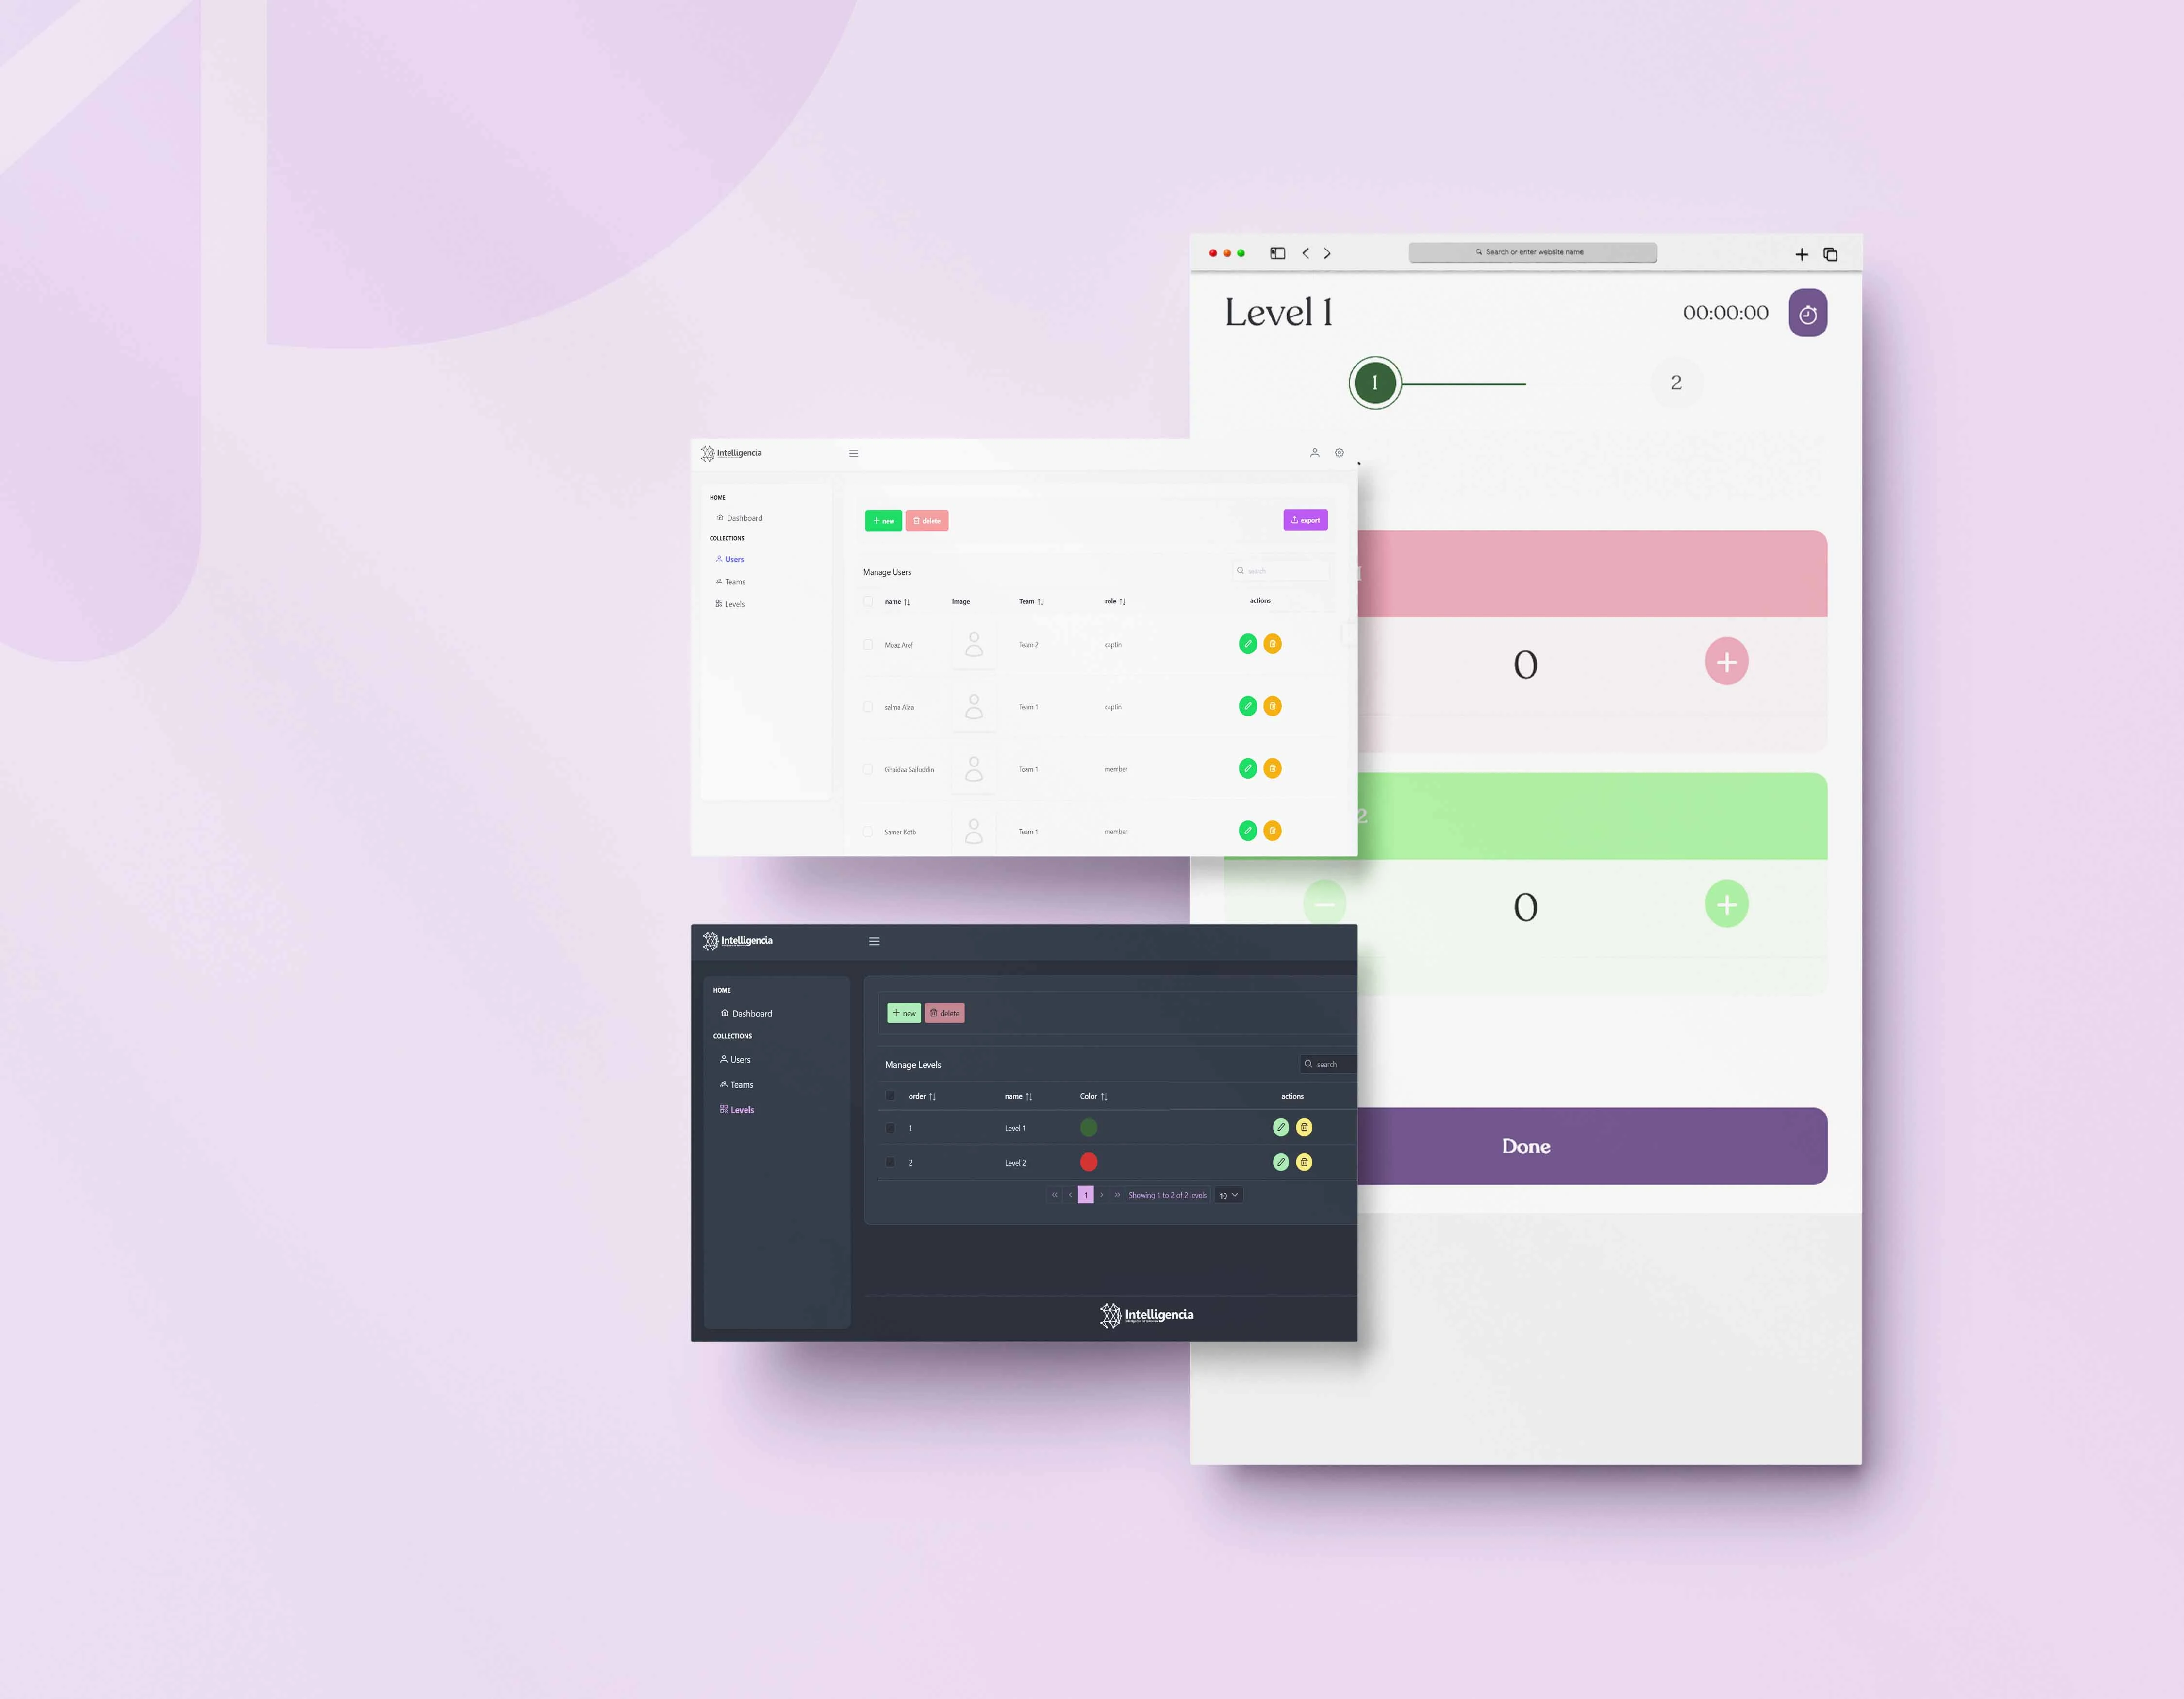 Search or enter website name
Level 1
00:00:00
1
2
Intelligencia
HOME
Dashboard
COLLECTIONS
Users
Teams
Levels
+ new
delete
export
Manage Users
search
name
image
Team
role
actions
Moaz Aref
Team 2
captin
salma Alaa
Team 1
captin
Ghaidaa Saifuddin
Team 1
member
Sumer Kotb
Team 1
member
0
2
0
Done
Intelligencia
HOME
Dashboard
COLLECTIONS
Users
Teams
Levels
+ new
delete
Manage Levels
search
order
name
Color
actions
1
Level 1
2
Level 2
« ‹ 1 › »
Showing 1 to 2 of 2 levels
10
Intelligencia